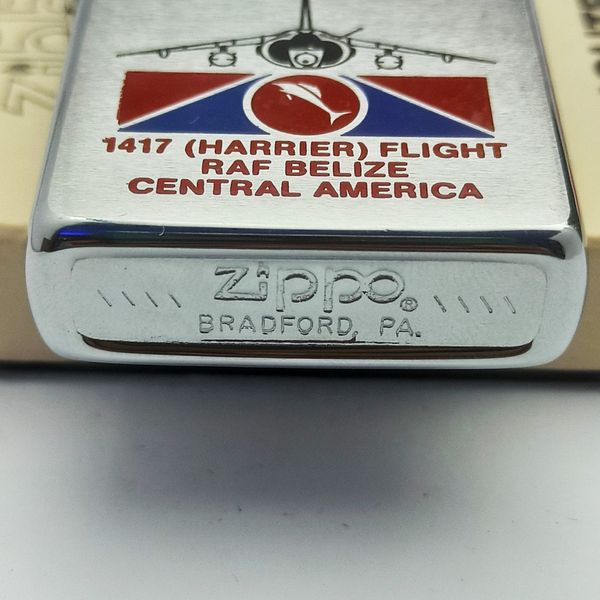 1417 (HARRIER) FLIGHT
RAF BELIZE
CENTRAL AMERICA
\\\\ Zippo® \\\\
BRADFORD, PA.